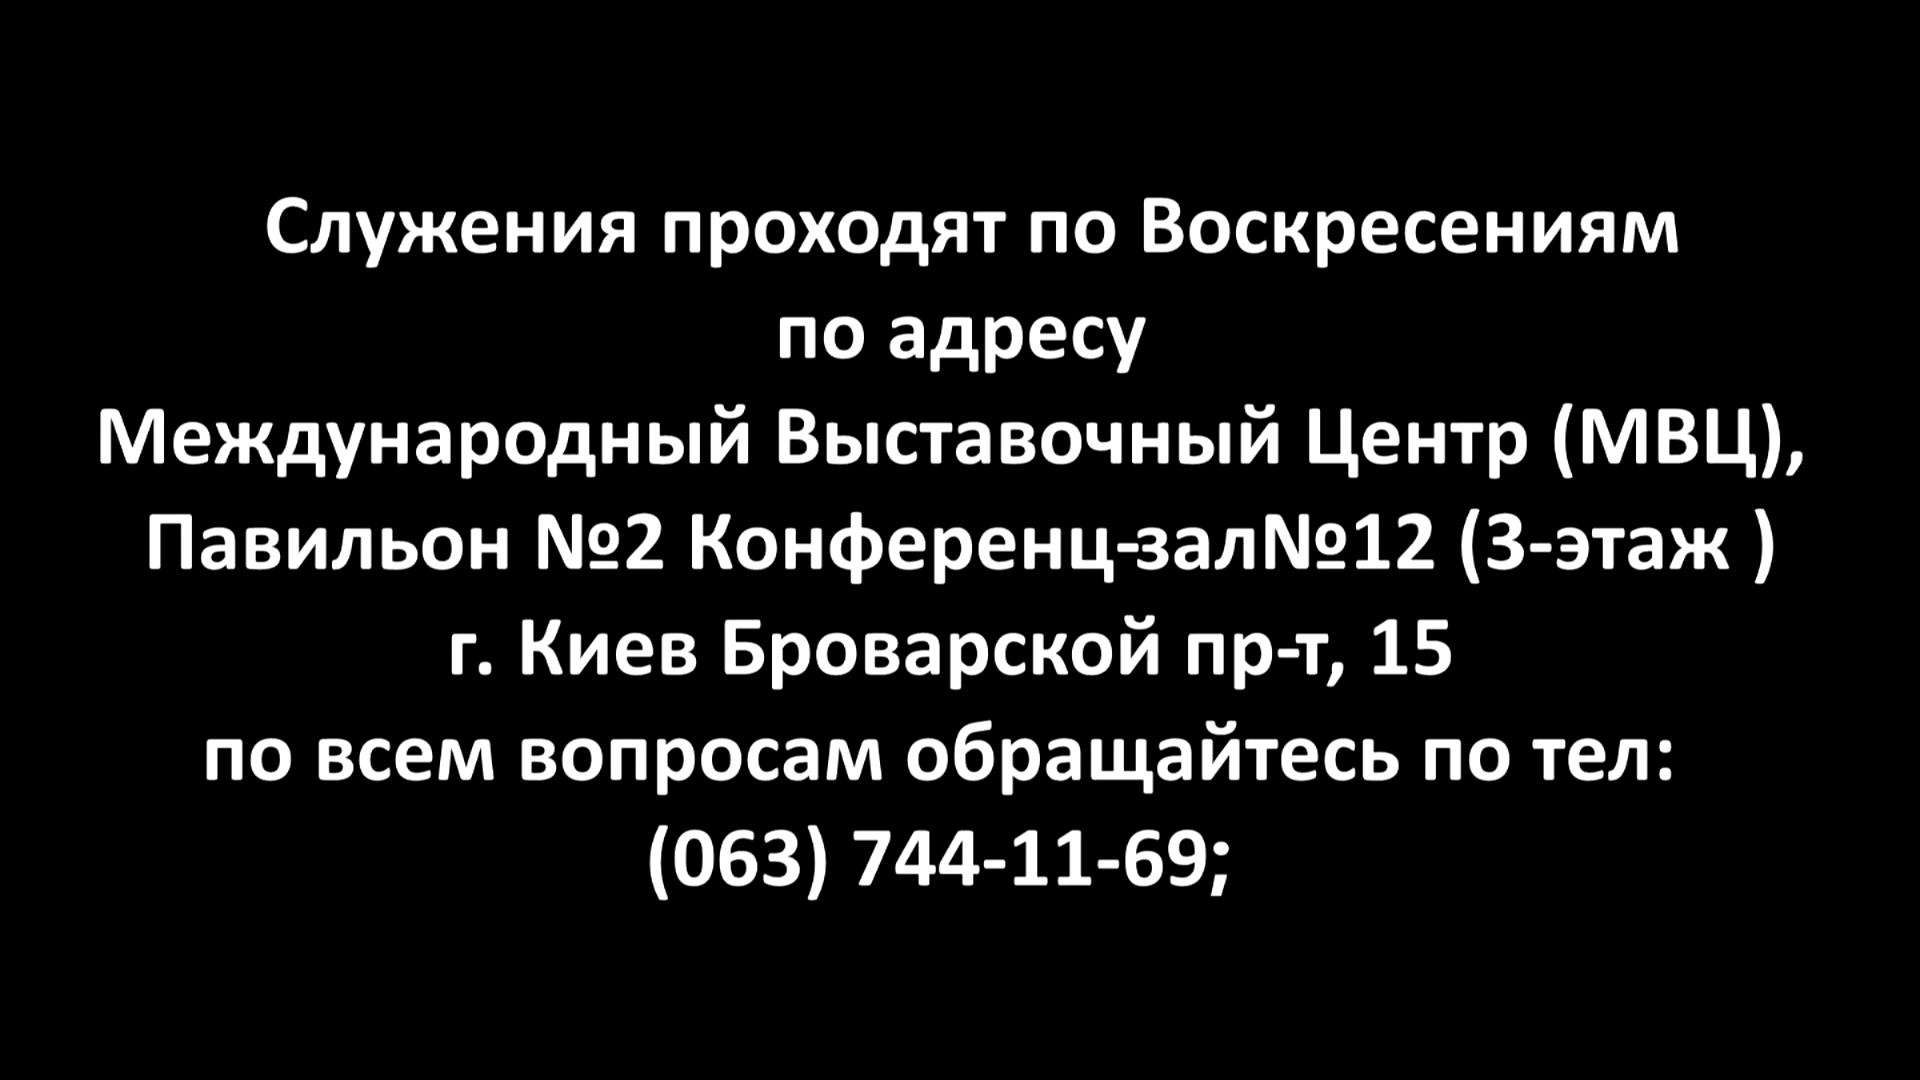 Служения проходят по Воскресениям
по адресу
Международный Выставочный Центр (МВЦ),
Павильон №2 Конференц-зал№12 (3-этаж )
г. Киев Броварской пр-т, 15
по всем вопросам обращайтесь по тел:
(063) 744-11-69;